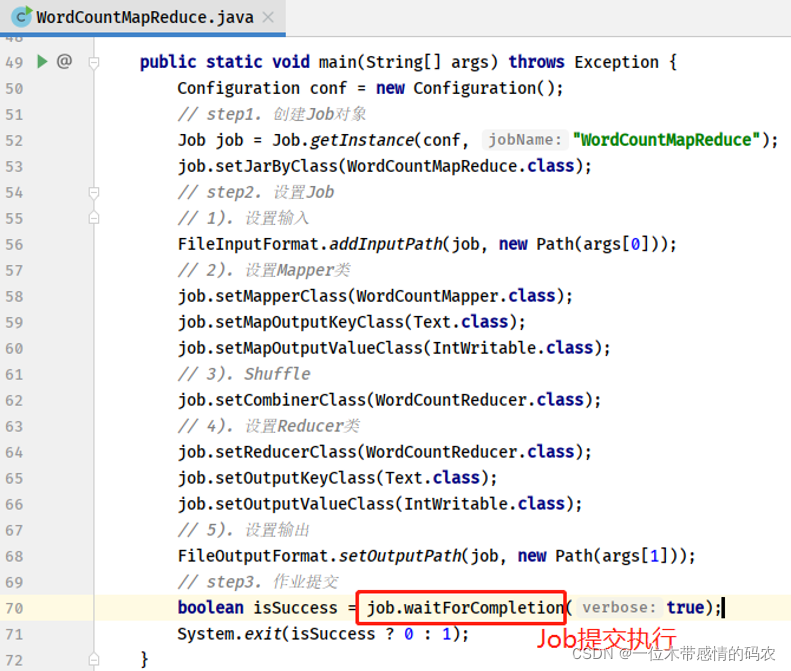 WordCountMapReduce.java
48
49 @ public static void main(String[] args) throws Exception {
50 Configuration conf = new Configuration();
51 // step1. 创建Job对象
52 Job job = Job.getInstance(conf, jobName: "WordCountMapReduce");
53 job.setJarByClass(WordCountMapReduce.class);
54 // step2. 设置Job
55 // 1). 设置输入
56 FileInputFormat.addInputPath(job, new Path(args[0]));
57 // 2). 设置Mapper类
58 job.setMapperClass(WordCountMapper.class);
59 job.setMapOutputKeyClass(Text.class);
60 job.setMapOutputValueClass(IntWritable.class);
61 // 3). Shuffle
62 job.setCombinerClass(WordCountReducer.class);
63 // 4). 设置Reducer类
64 job.setReducerClass(WordCountReducer.class);
65 job.setOutputKeyClass(Text.class);
66 job.setOutputValueClass(IntWritable.class);
67 // 5). 设置输出
68 FileOutputFormat.setOutputPath(job, new Path(args[1]));
69 // step3. 作业提交
70 boolean isSuccess = job.waitForCompletion( verbose: true);
71 System.exit(isSuccess ? 0 : 1);
Job提交执行
72 }
CSDN @一位木带感情的码农